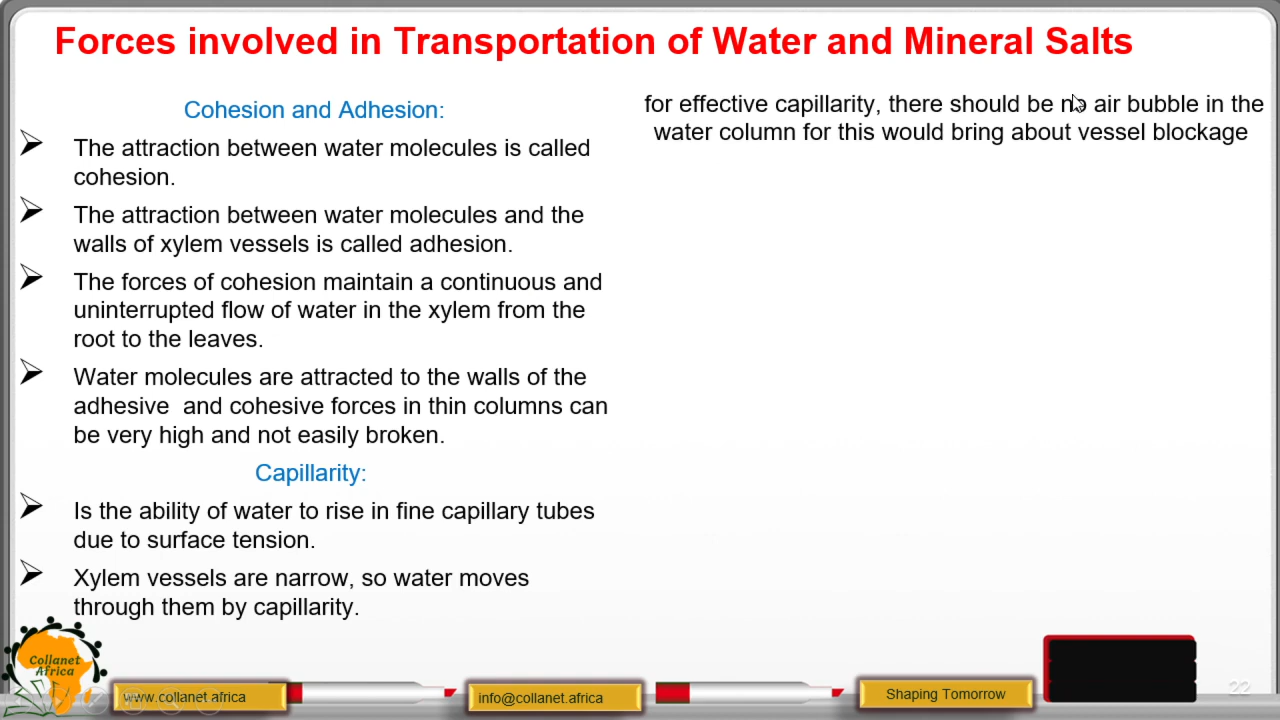 Forces involved in Transportation of Water and Mineral Salts
Cohesion and Adhesion:
The attraction between water molecules is called
cohesion.
The attraction between water molecules and the
walls of xylem vessels is called adhesion.
The forces of cohesion maintain a continuous and
uninterrupted flow of water in the xylem from the
root to the leaves.
Water molecules are attracted to the walls of the
adhesive and cohesive forces in thin columns can
be very high and not easily broken.
Capillarity:
Is the ability of water to rise in fine capillary tubes
due to surface tension.
Xylem vessels are narrow, so water moves
through them by capillarity.
for effective capillarity, there should be no air bubble in the
water column for this would bring about vessel blockage
Collanet
Africa
www.collanet.africa
info@collanet.africa
Shaping Tomorrow
22